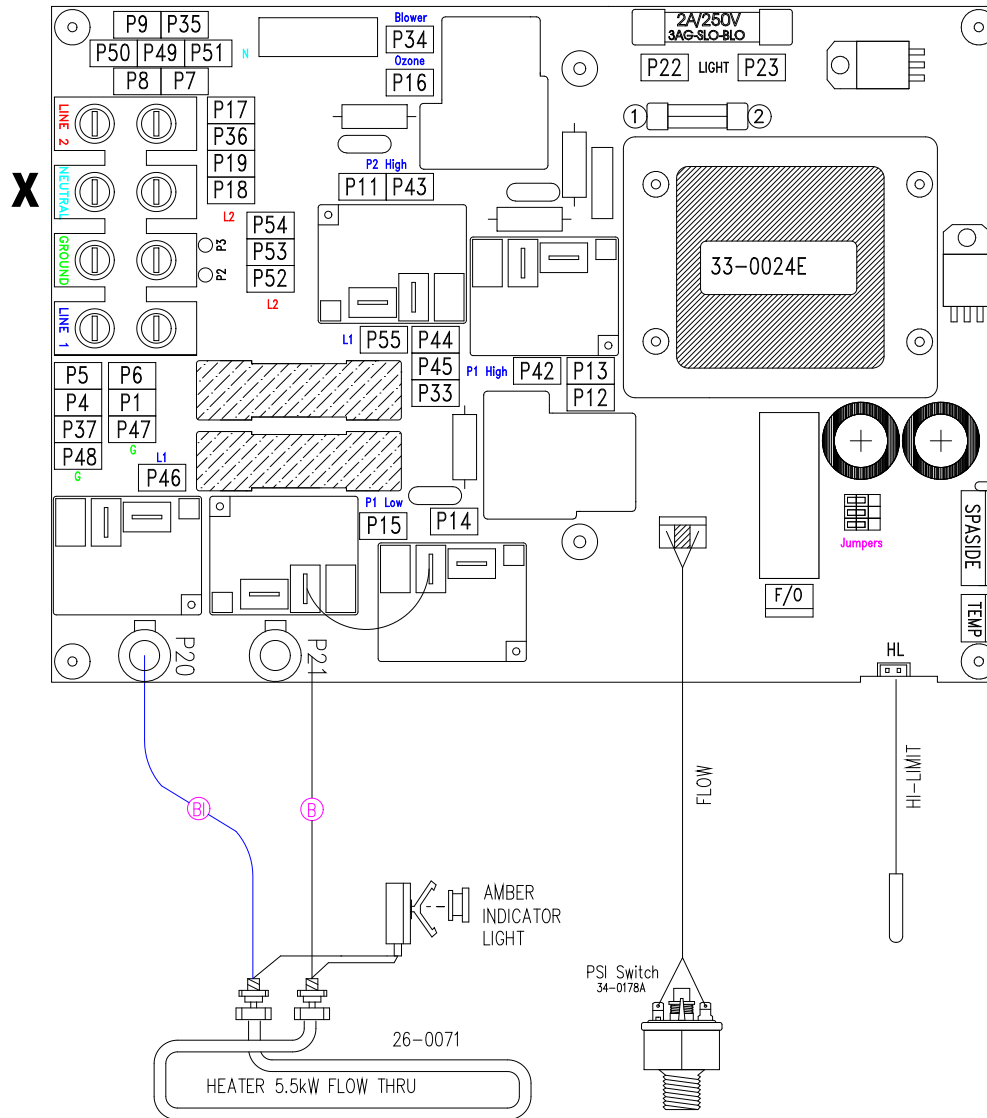 P9 P35
P50 P49 P51
P8 P7
N
Blower
P34
Ozone
P16
2A/250V
3AG-SLO-BLO
P22 LIGHT P23
1 2
LINE 2
NEUTRAL
GROUND
LINE 1
X
P17
P36
P19
P18
L2
P3
P2
P54
P53
P52
L2
P2 High
P11 P43
33-0024E
L1 P55
P44
P45
P33
P1 High P42
P13
P12
P5 P6
P4 P1
P37 P47
P48
G
G
L1
P46
P1 Low
P15
P14
Jumpers
SPASIDE
TEMP
F/O
HL
P20
P21
BI
B
FLOW
HI-LIMIT
AMBER
INDICATOR
LIGHT
PSI Switch
34-0178A
26-0071
HEATER 5.5kW FLOW THRU